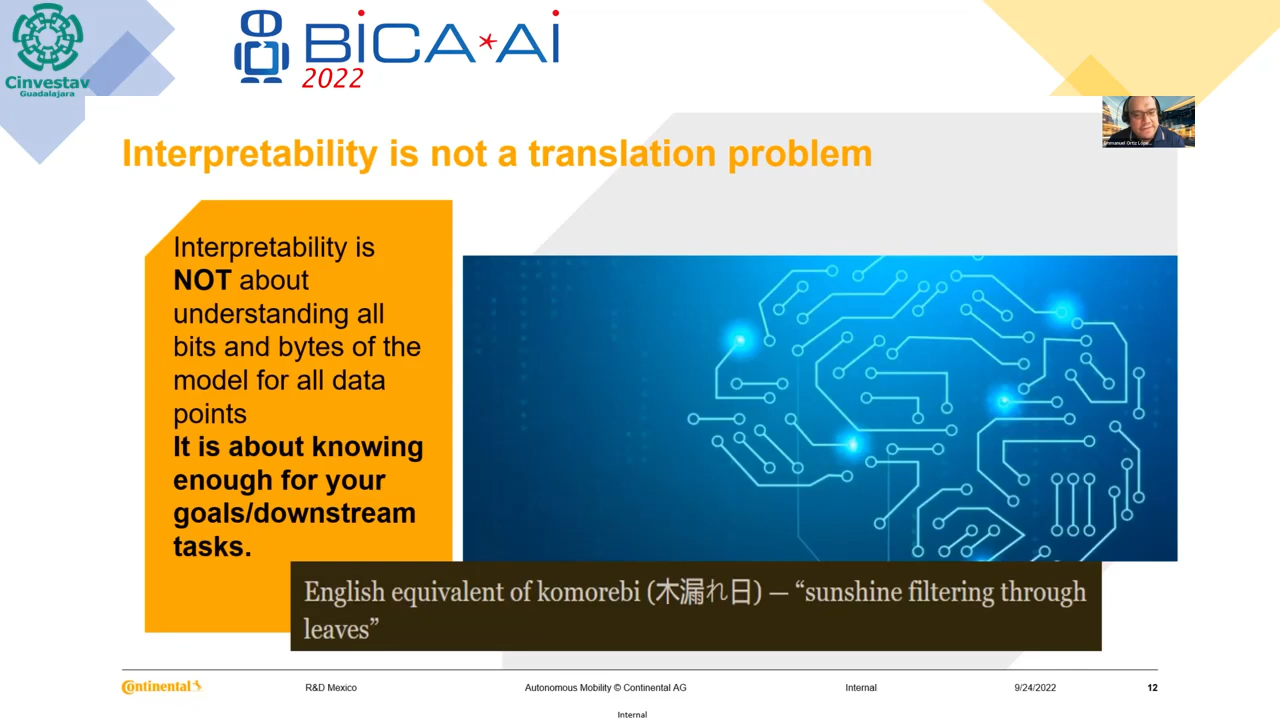 Cinvestav
Guadalajara
BiCA*Ai
2022
Interpretability is not a translation problem
Interpretability is
NOT about
understanding all
bits and bytes of the
model for all data
points
It is about knowing
enough for your
goals/downstream
tasks.
English equivalent of komorebi (木漏れ日) — “sunshine filtering through
leaves”
Continental
R&D Mexico
Autonomous Mobility © Continental AG
Internal
9/24/2022
12
Internal